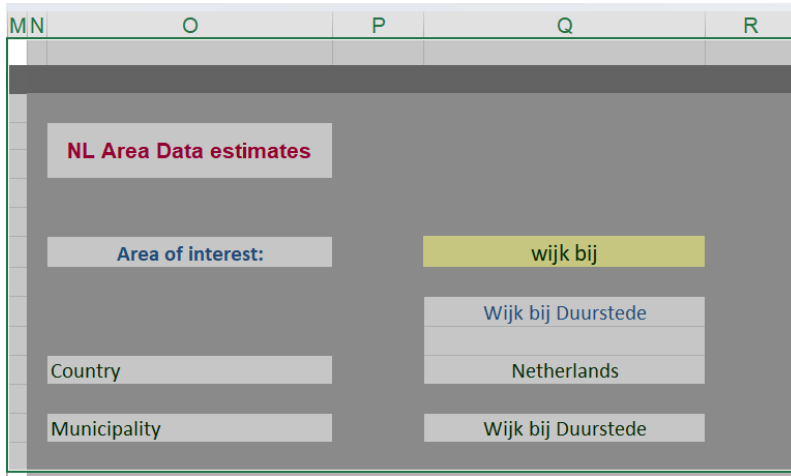 M N O P Q R
NL Area Data estimates
Area of interest: wijk bij
Wijk bij Duurstede
Country Netherlands
Municipality Wijk bij Duurstede